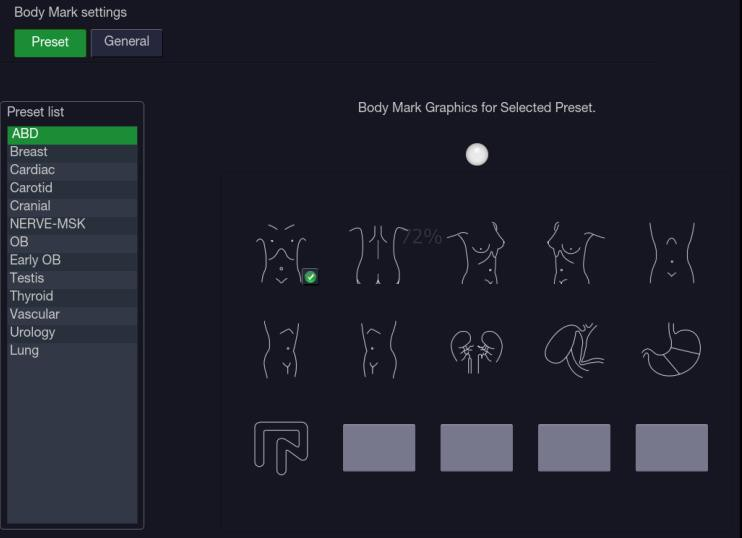 Body Mark settings
Preset
General
Preset list
Body Mark Graphics for Selected Preset.
ABD
Breast
Cardiac
Carotid
Cranial
NERVE-MSK
OB
Early OB
Testis
Thyroid
Vascular
Urology
Lung
72%